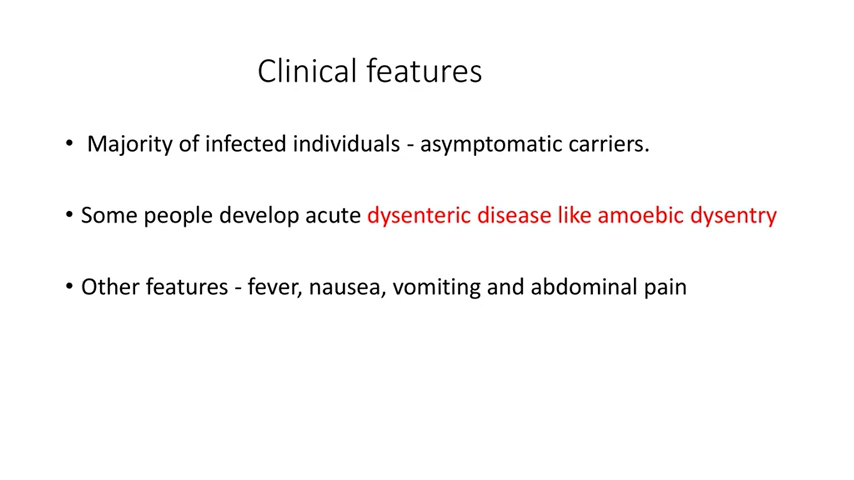 Clinical features
• Majority of infected individuals - asymptomatic carriers.
• Some people develop acute dysenteric disease like amoebic dysentry
• Other features - fever, nausea, vomiting and abdominal pain